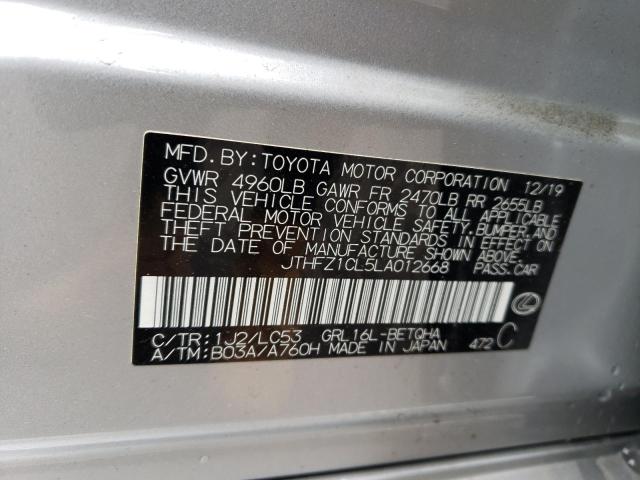 MFD.BY:TOYOTA MOTOR CORPORATION 12/19
GVWR 4960LB GAWR FR 2470LB RR 2655LB
THIS VEHICLE CONFORMS TO ALL APPLICABLE
FEDERAL MOTOR VEHICLE SAFETY,BUMPER,AND
THEFT PREVENTION STANDARDS IN EFFECT ON
THE DATE OF MANUFACTURE SHOWN ABOVE.
JTHFZ1CL5LA012668 PASS.CAR
C/TR:1J2/LC53 GRL16L-BETQHA
A/TM:B03A/A760H MADE IN JAPAN 472 C